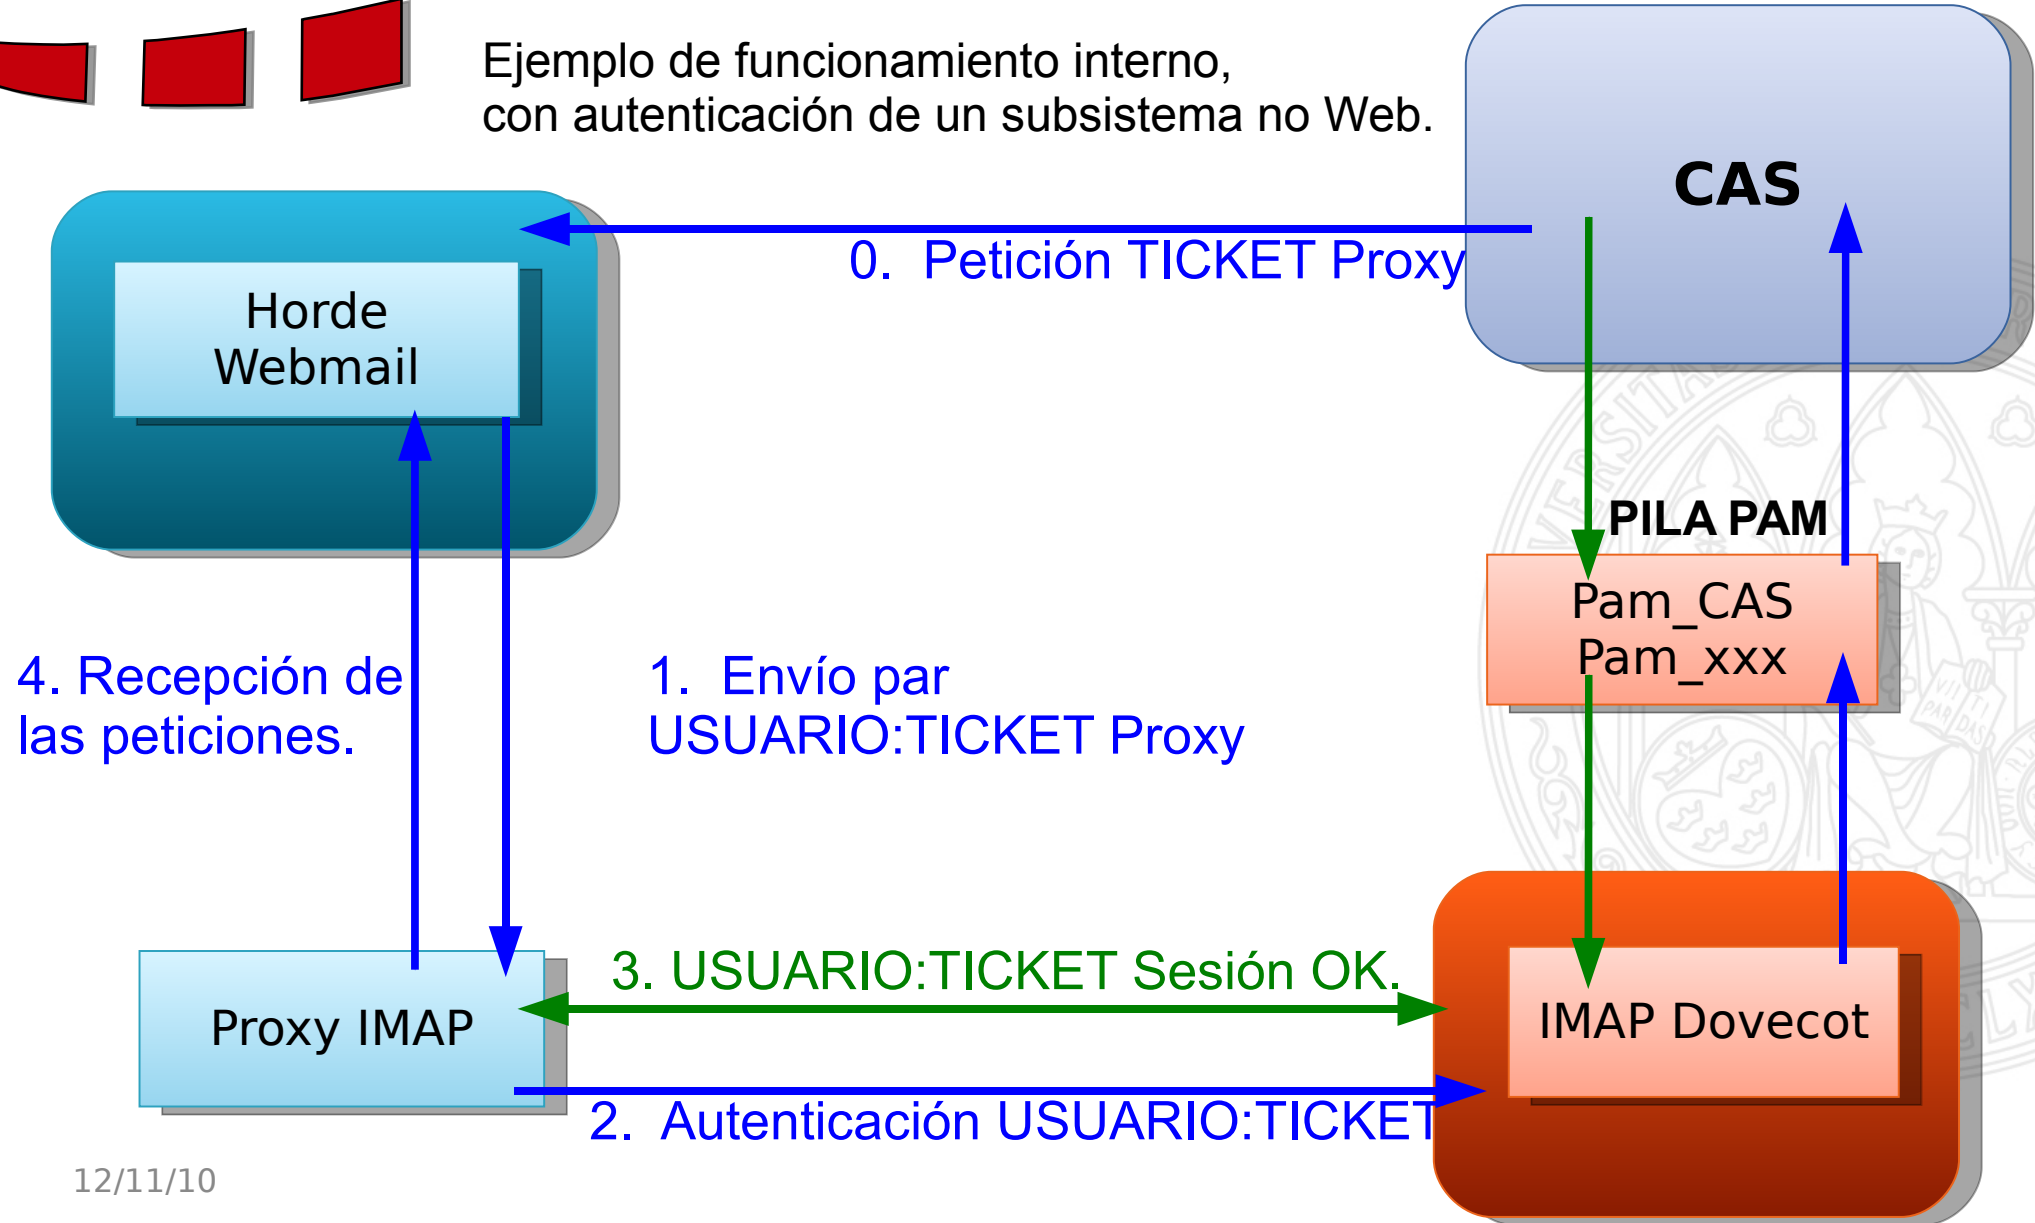 Ejemplo de funcionamiento interno,
con autenticación de un subsistema no Web.
CAS
0. Petición TICKET Proxy
Horde
Webmail
PILA PAM
Pam_CAS
Pam_xxx
4. Recepción de
las peticiones.
1. Envío par
USUARIO:TICKET Proxy
3. USUARIO:TICKET Sesión OK.
Proxy IMAP
IMAP Dovecot
2. Autenticación USUARIO:TICKET
12/11/10